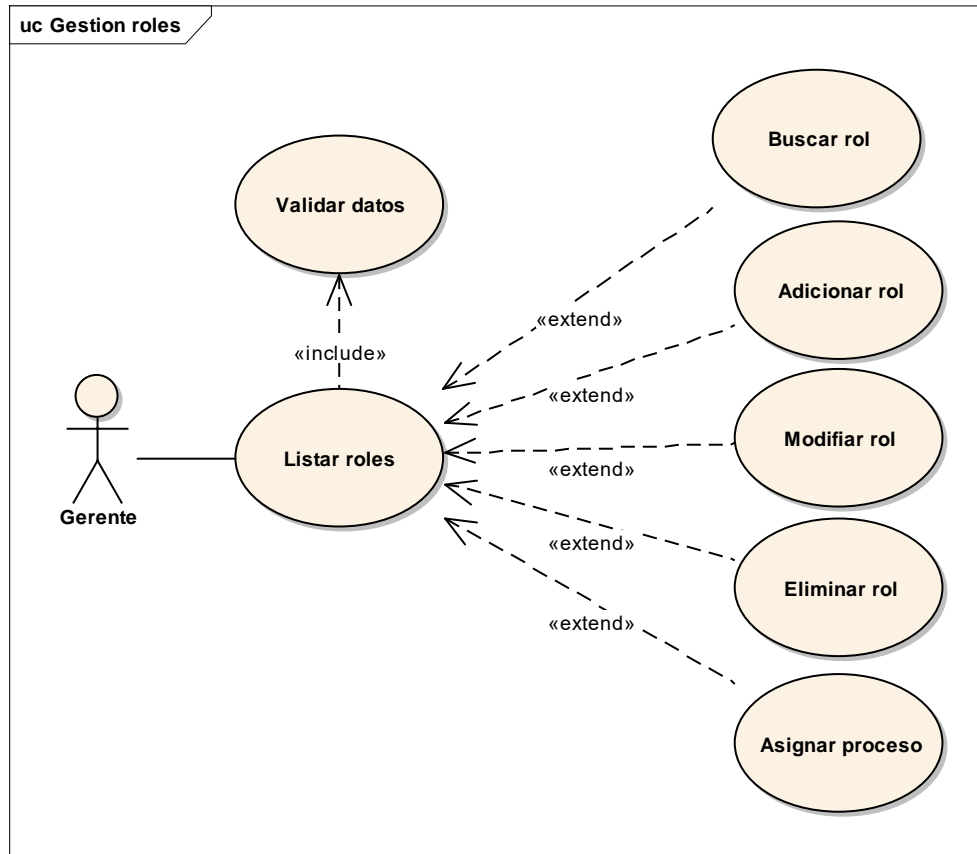 uc Gestion roles
Buscar rol
Validar datos
Adicionar rol
«extend»
«include»
«extend»
Modifiar rol
Listar roles
«extend»
Gerente
«extend»
Eliminar rol
«extend»
Asignar proceso